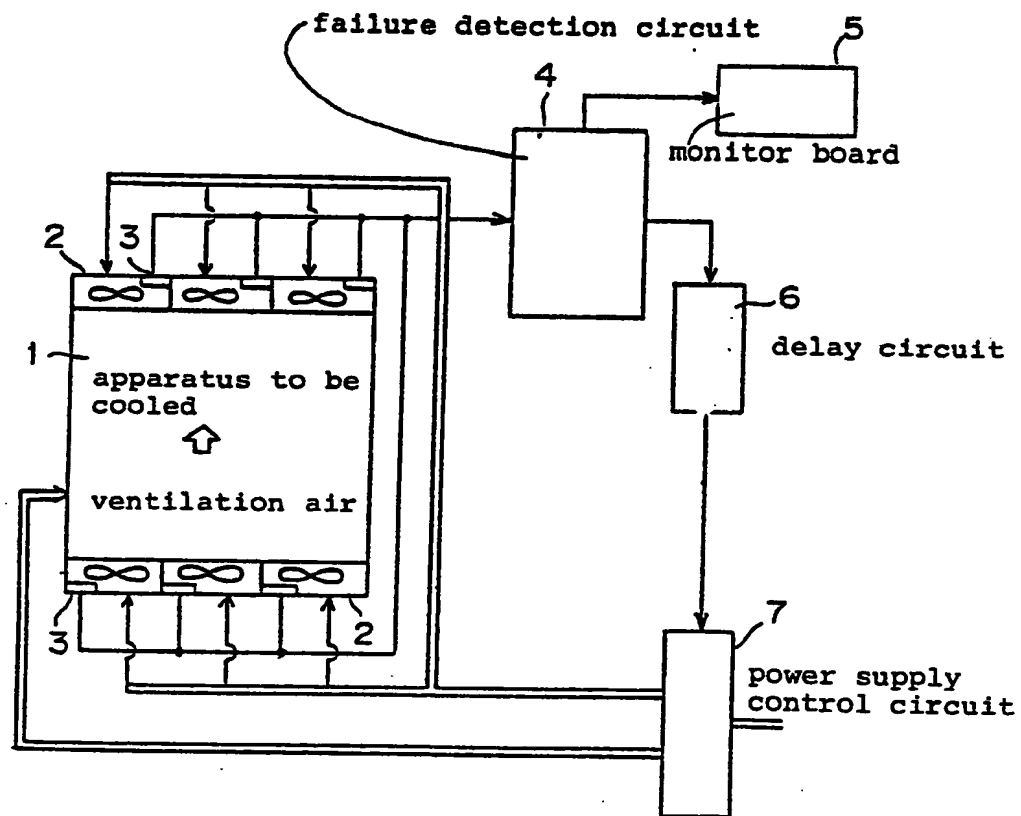 failure detection circuit
5
4
monitor board
2
3
6
delay circuit
1
apparatus to be
cooled
ventilation air
3
2
7
power supply
control circuit